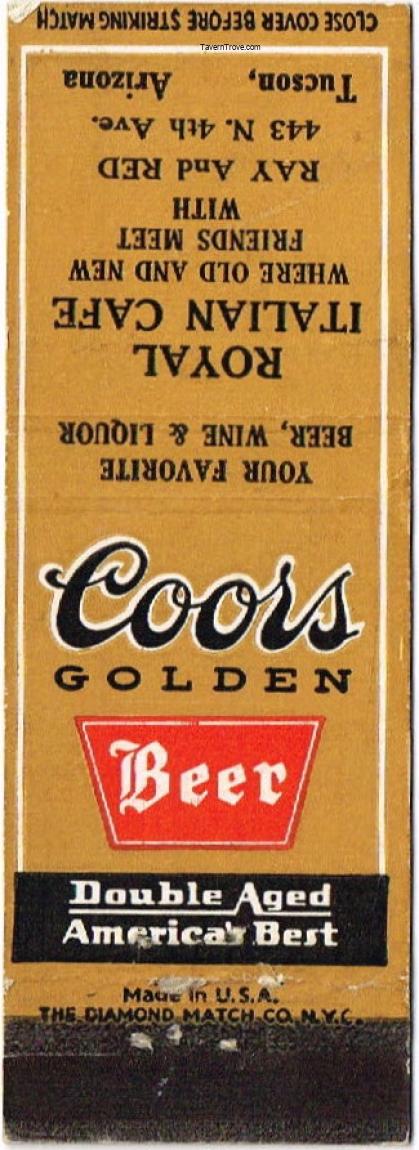 TavernTrove.com
CLOSE COVER BEFORE STRIKING MATCH
YOUR FAVORITE
BEER, WINE & LIQUOR
ROYAL
ITALIAN CAFE
WHERE OLD AND NEW
FRIENDS MEET
WITH
RAY And RED
443 N. 4th Ave.
Tucson, Arizona
Coors
GOLDEN
Beer
Double Aged
America's Best
Made in U.S.A.
THE DIAMOND MATCH CO. N.Y.C.